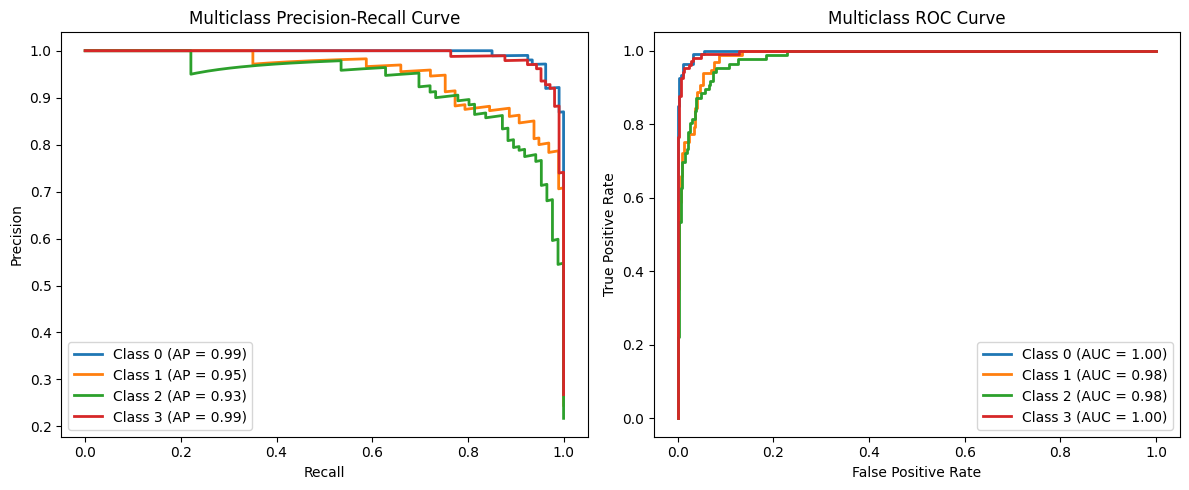 Multiclass Precision-Recall Curve
1.0
0.9
0.8
0.7
0.6
0.5
0.4
0.3
0.2
Precision
0.0 0.2 0.4 0.6 0.8 1.0
Recall
Class 0 (AP = 0.99)
Class 1 (AP = 0.95)
Class 2 (AP = 0.93)
Class 3 (AP = 0.99)
Multiclass ROC Curve
1.0
0.8
0.6
0.4
0.2
0.0
True Positive Rate
0.0 0.2 0.4 0.6 0.8 1.0
False Positive Rate
Class 0 (AUC = 1.00)
Class 1 (AUC = 0.98)
Class 2 (AUC = 0.98)
Class 3 (AUC = 1.00)